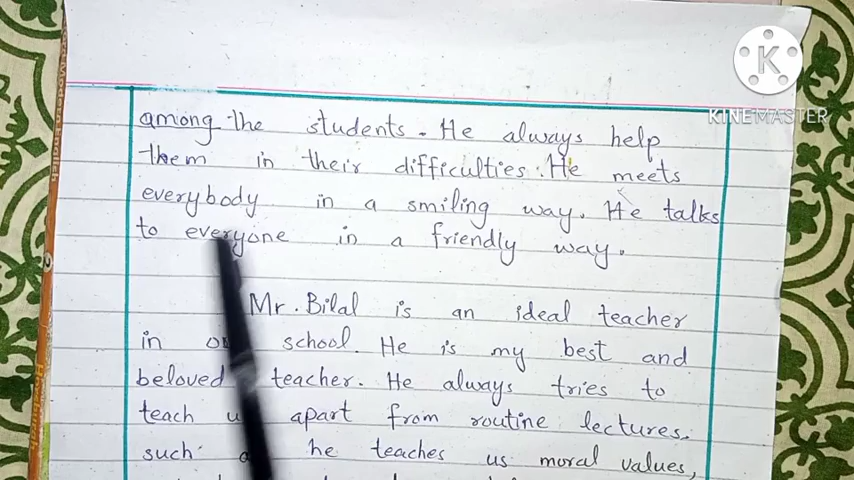 KINEMASTER
among the students. He always help
them in their difficulties. He meets
everybody in a smiling way. He talks
to everyone in a friendly way.
Mr. Bilal is an ideal teacher
in school. He is my best and
beloved teacher. He always tries to
teach apart from routine lectures.
such he teaches us moral values,